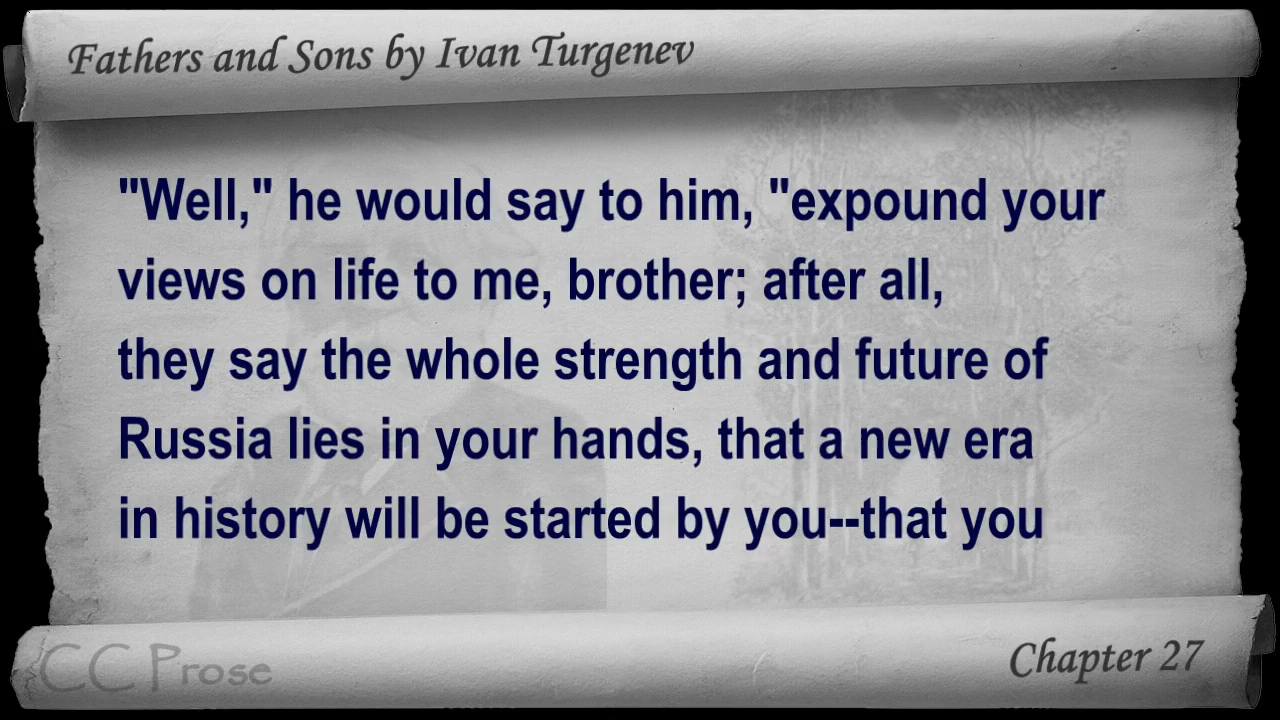 Fathers and Sons by Ivan Turgenev
"Well," he would say to him, "expound your
views on life to me, brother; after all,
they say the whole strength and future of
Russia lies in your hands, that a new era
in history will be started by you--that you
CC Prose
Chapter 27